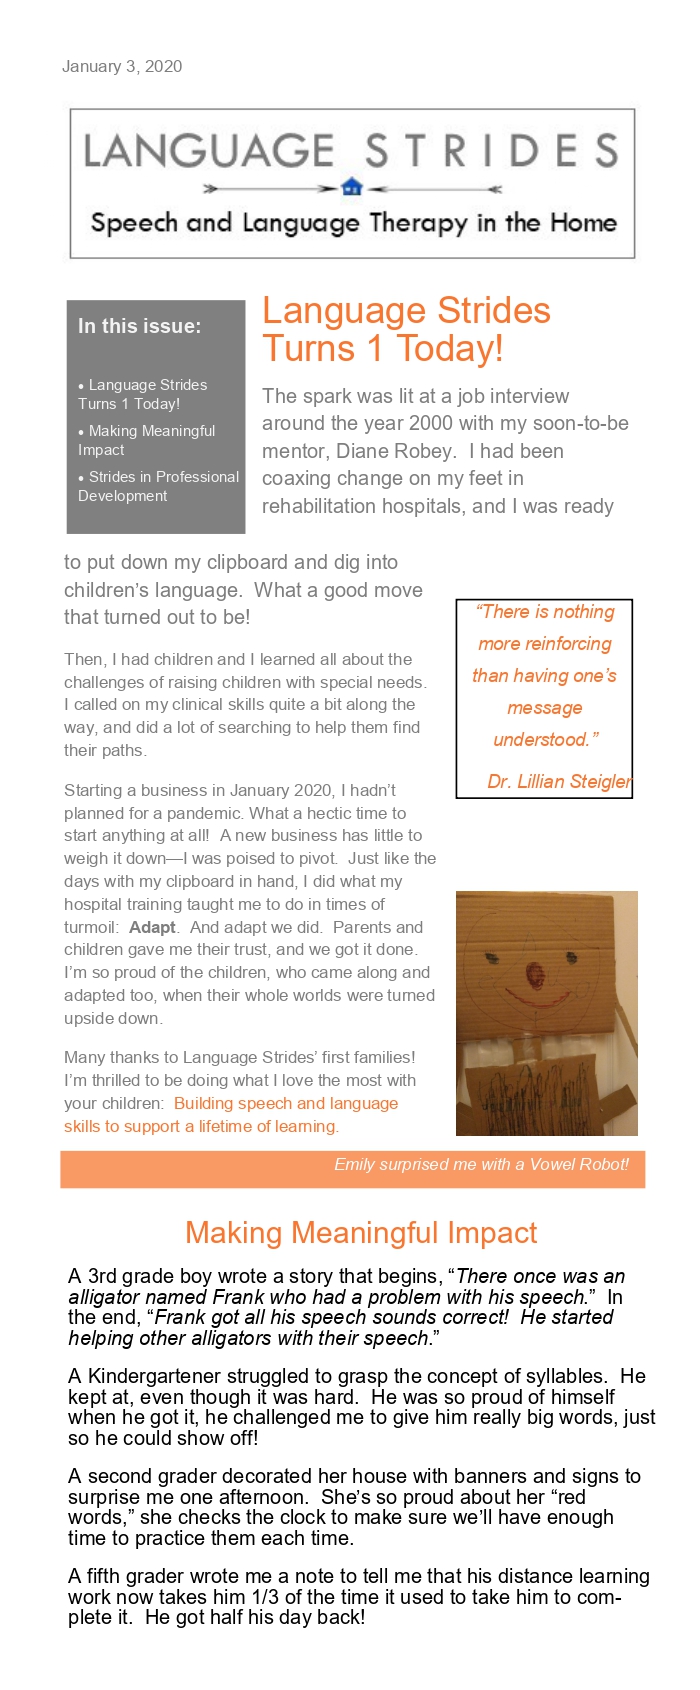 January 3, 2020
LANGUAGE STRIDES
Speech and Language Therapy in the Home
In this issue:
• Language Strides
Turns 1 Today!
• Making Meaningful
Impact
• Strides in Professional
Development
Language Strides
Turns 1 Today!
The spark was lit at a job interview
around the year 2000 with my soon-to-be
mentor, Diane Robey.  I had been
coaxing change on my feet in
rehabilitation hospitals, and I was ready
to put down my clipboard and dig into
children’s language.  What a good move
that turned out to be!
Then, I had children and I learned all about the
challenges of raising children with special needs.
I called on my clinical skills quite a bit along the
way, and did a lot of searching to help them find
their paths.
Starting a business in January 2020, I hadn’t
planned for a pandemic. What a hectic time to
start anything at all!  A new business has little to
weigh it down—I was poised to pivot.  Just like the
days with my clipboard in hand, I did what my
hospital training taught me to do in times of
turmoil:  Adapt.  And adapt we did.  Parents and
children gave me their trust, and we got it done.
I’m so proud of the children, who came along and
adapted too, when their whole worlds were turned
upside down.
Many thanks to Language Strides’ first families!
I’m thrilled to be doing what I love the most with
your children:  Building speech and language
skills to support a lifetime of learning.
“There is nothing
more reinforcing
than having one’s
message
understood.”
Dr. Lillian Steigler
Emily surprised me with a Vowel Robot!
Making Meaningful Impact
A 3rd grade boy wrote a story that begins, “There once was an
alligator named Frank who had a problem with his speech.”  In
the end, “Frank got all his speech sounds correct!  He started
helping other alligators with their speech.”
A Kindergartener struggled to grasp the concept of syllables.  He
kept at, even though it was hard.  He was so proud of himself
when he got it, he challenged me to give him really big words, just
so he could show off!
A second grader decorated her house with banners and signs to
surprise me one afternoon.  She’s so proud about her “red
words,” she checks the clock to make sure we’ll have enough
time to practice them each time.
A fifth grader wrote me a note to tell me that his distance learning
work now takes him 1/3 of the time it used to take him to com-
plete it.  He got half his day back!